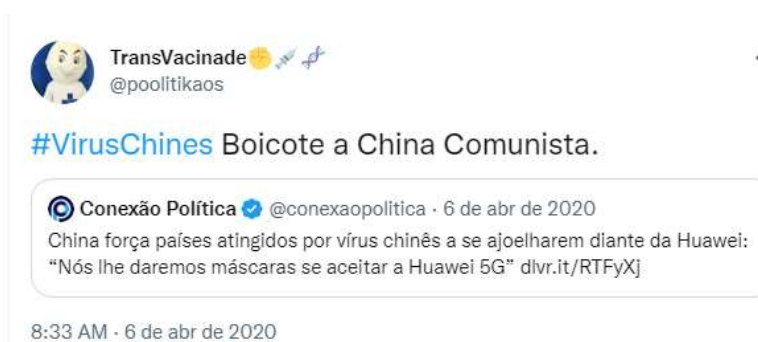 TransVacinade✊💉🧬
@poolitikaos
#VirusChines Boicote a China Comunista.
Conexão Política @conexaopolitica · 6 de abr de 2020
China força países atingidos por vírus chinês a se ajoelharem diante da Huawei:
“Nós lhe daremos máscaras se aceitar a Huawei 5G” dlvr.it/RTFyXj
8:33 AM · 6 de abr de 2020